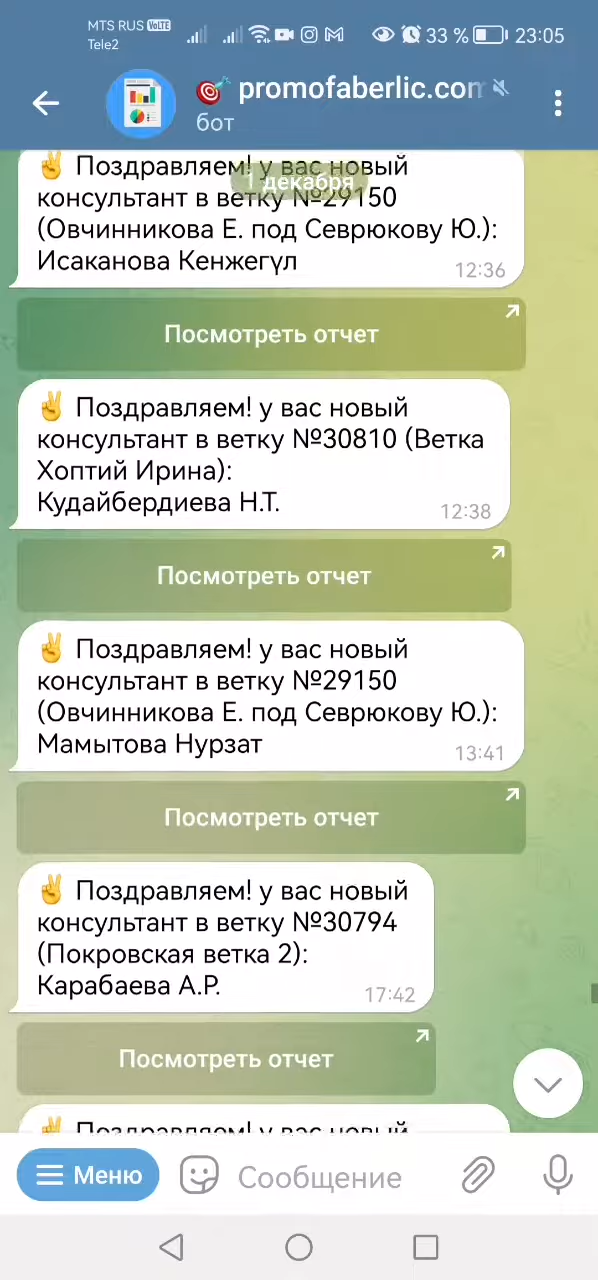 MTS RUS VoLTE
Tele2
33 % 23:05
promofaberlic.com
бот
1 декабря
Поздравляем! у вас новый
консультант в ветку №29150
(Овчинникова Е. под Севрюкову Ю.):
Исаканова Кенжегүл
12:36
Посмотреть отчет
Поздравляем! у вас новый
консультант в ветку №30810 (Ветка
Хоптий Ирина):
Кудайбердиева Н.Т.
12:38
Посмотреть отчет
Поздравляем! у вас новый
консультант в ветку №29150
(Овчинникова Е. под Севрюкову Ю.):
Мамытова Нурзат
13:41
Посмотреть отчет
Поздравляем! у вас новый
консультант в ветку №30794
(Покровская ветка 2):
Карабаева А.Р.
17:42
Посмотреть отчет
Поздравляем! у вас новый
Меню
Сообщение